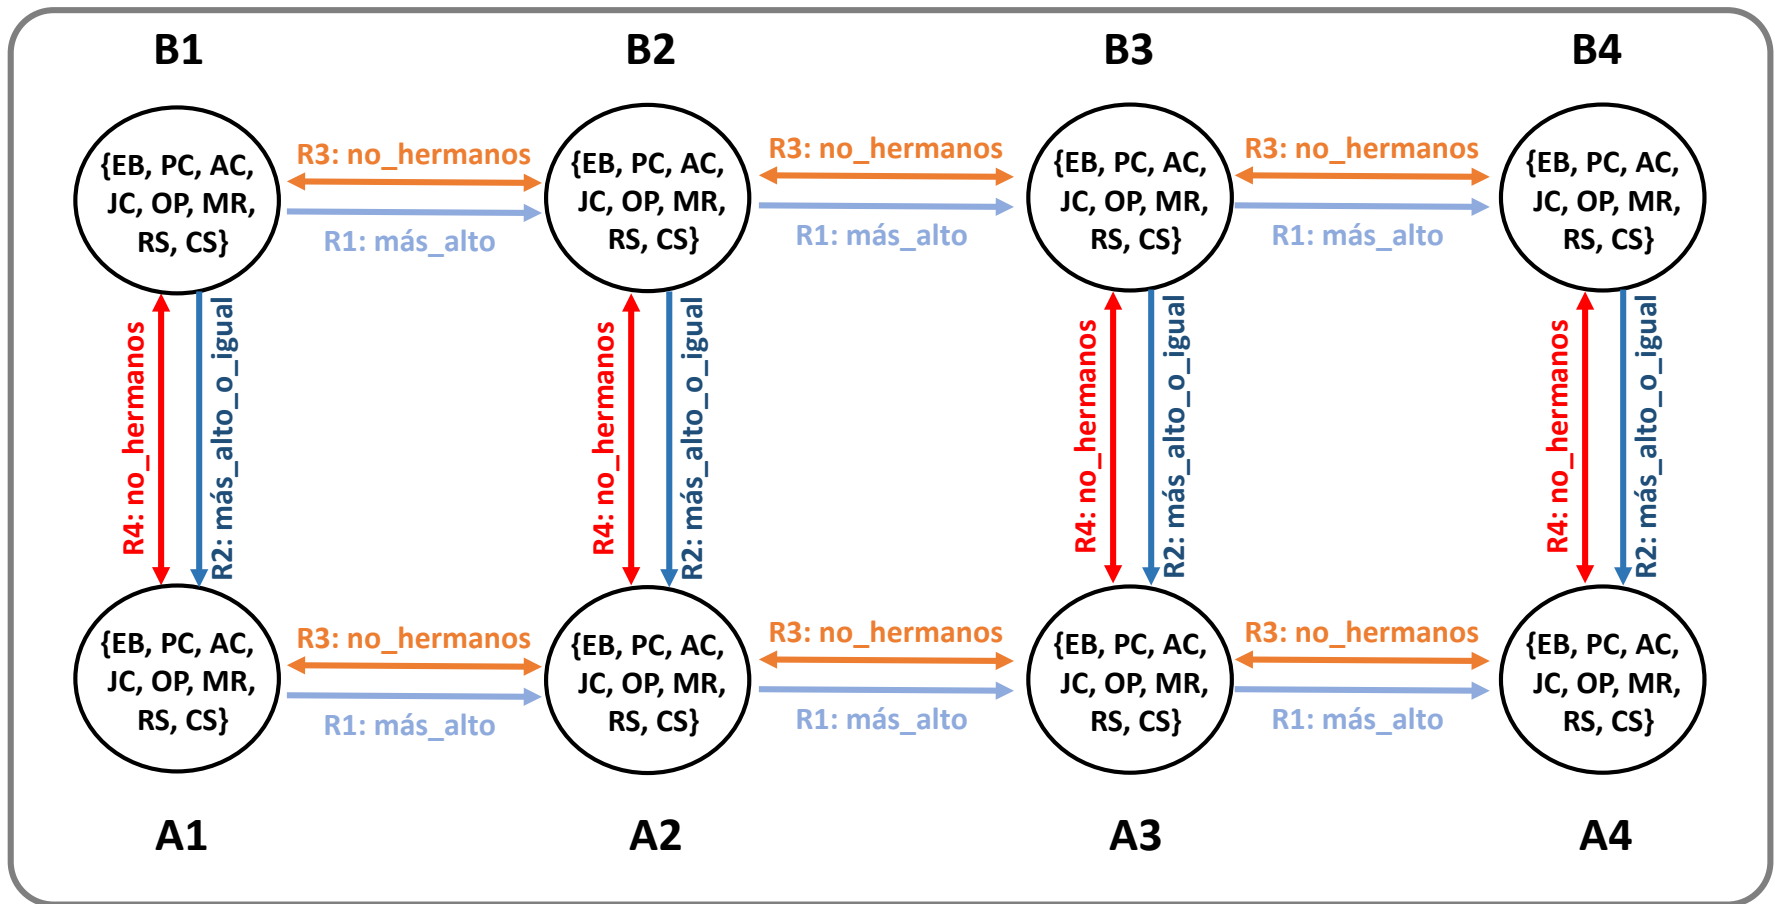 B1
B2
B3
B4
{EB, PC, AC,
JC, OP, MR,
RS, CS}
R3: no_hermanos
R1: más_alto
{EB, PC, AC,
JC, OP, MR,
RS, CS}
R3: no_hermanos
R1: más_alto
{EB, PC, AC,
JC, OP, MR,
RS, CS}
R3: no_hermanos
R1: más_alto
{EB, PC, AC,
JC, OP, MR,
RS, CS}
R4: no_hermanos
R2: más_alto_o_igual
R4: no_hermanos
R2: más_alto_o_igual
R4: no_hermanos
R2: más_alto_o_igual
R4: no_hermanos
R2: más_alto_o_igual
{EB, PC, AC,
JC, OP, MR,
RS, CS}
R3: no_hermanos
R1: más_alto
{EB, PC, AC,
JC, OP, MR,
RS, CS}
R3: no_hermanos
R1: más_alto
{EB, PC, AC,
JC, OP, MR,
RS, CS}
R3: no_hermanos
R1: más_alto
{EB, PC, AC,
JC, OP, MR,
RS, CS}
A1
A2
A3
A4